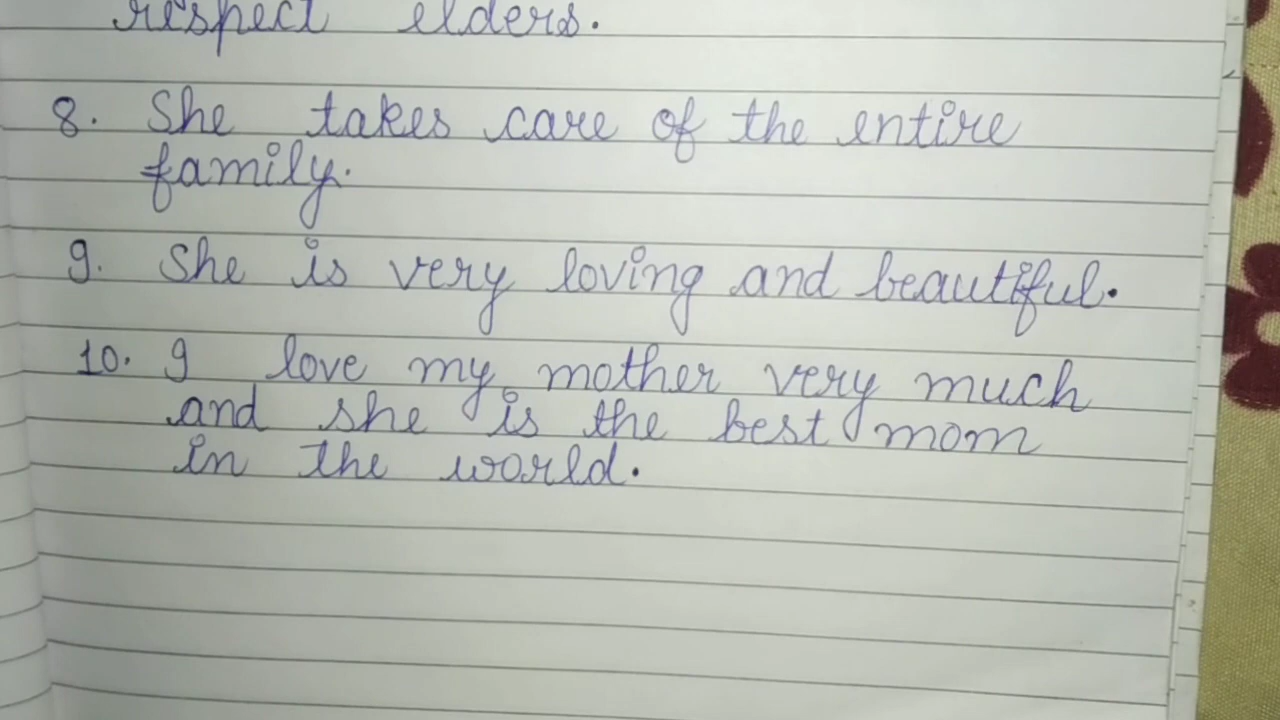 respect elders.
8. She takes care of the entire
family.
9. She is very loving and beautiful.
10. I love my mother very much
and she is the best mom
in the world.